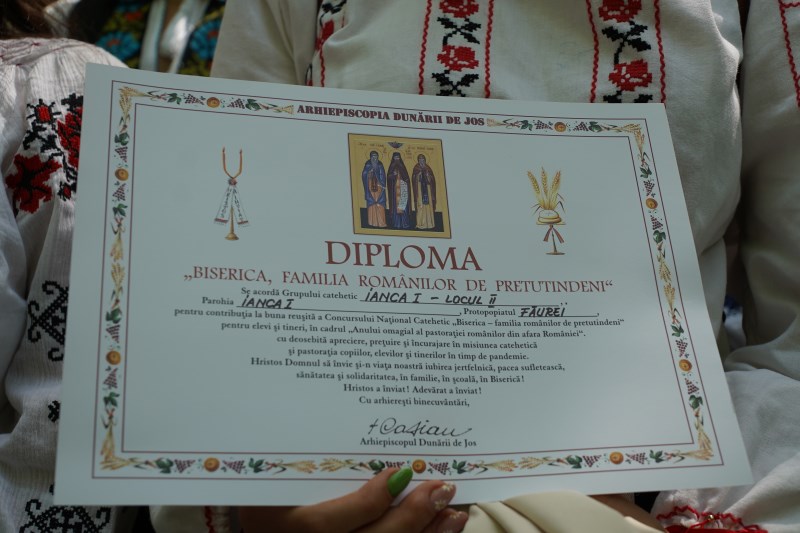 ARHIEPISCOPIA DUNĂRII DE JOS
DIPLOMA
„BISERICA, FAMILIA ROMÂNILOR DE PRETUTINDENI“
Se acordă Grupului catehetic IANCA I - LOCUL II
Parohia IANCA I, Protopopiatul FĂUREI,
pentru contribuția la buna reușită a Concursului Național Catehetic „Biserica – familia românilor de pretutindeni“
pentru elevi și tineri, în cadrul „Anului omagial al pastorației românilor din afara României“.
cu deosebită apreciere, prețuire și încurajare în misiunea catehetică
și pastorația copiilor, elevilor și tinerilor în timp de pandemie.
Hristos Domnul să învie și-n viața noastră iubirea jertfelnică, pacea sufletească,
sănătatea și solidaritatea, în familie, în școală, în Biserică!
Hristos a înviat! Adevărat a înviat!
Cu arhierești binecuvântări,
+ Casian
Arhiepiscopul Dunării de Jos